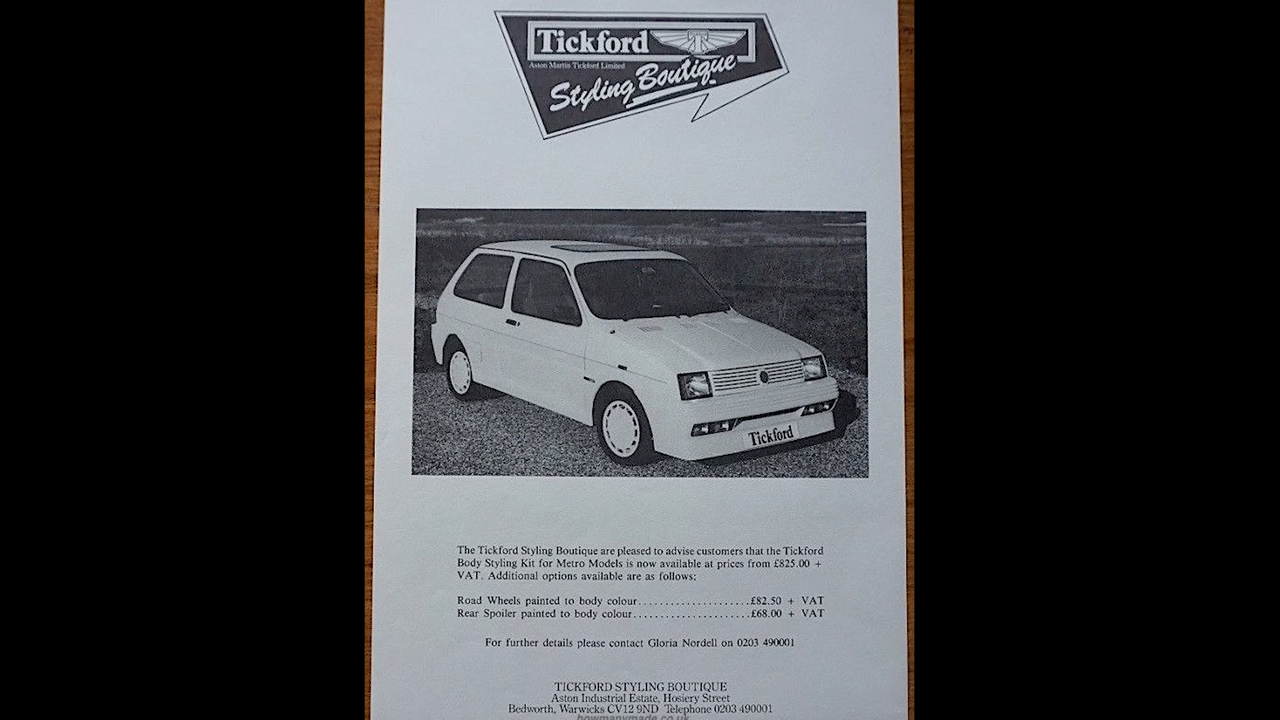 Tickford
Aston Martin Tickford Limited
Styling Boutique
Tickford
The Tickford Styling Boutique are pleased to advise customers that the Tickford
Body Styling Kit for Metro Models is now available at prices from £825.00 +
VAT. Additional options available are as follows:
Road Wheels painted to body colour.....................£82.50 + VAT
Rear Spoiler painted to body colour......................£68.00 + VAT
For further details please contact Gloria Nordell on 0203 490001
TICKFORD STYLING BOUTIQUE
Aston Industrial Estate, Hosiery Street
Bedworth, Warwicks CV12 9ND Telephone 0203 490001
howmanymade.co.uk